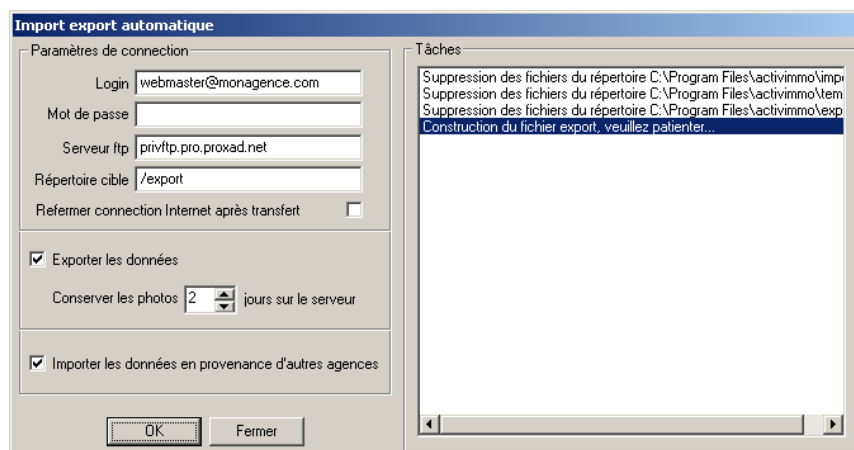 Import export automatique
Paramètres de connection
Login webmaster@monagence.com
Mot de passe
Serveur ftp privftp.pro.proxad.net
Répertoire cible /export
Refermer connection Internet après transfert
Exporter les données
Conserver les photos 2 jours sur le serveur
Importer les données en provenance d'autres agences
OK Fermer
Tâches
Suppression des fichiers du répertoire C:\Program Files\activimmo\impo
Suppression des fichiers du répertoire C:\Program Files\activimmo\tem
Suppression des fichiers du répertoire C:\Program Files\activimmo\exp
Construction du fichier export, veuillez patienter...